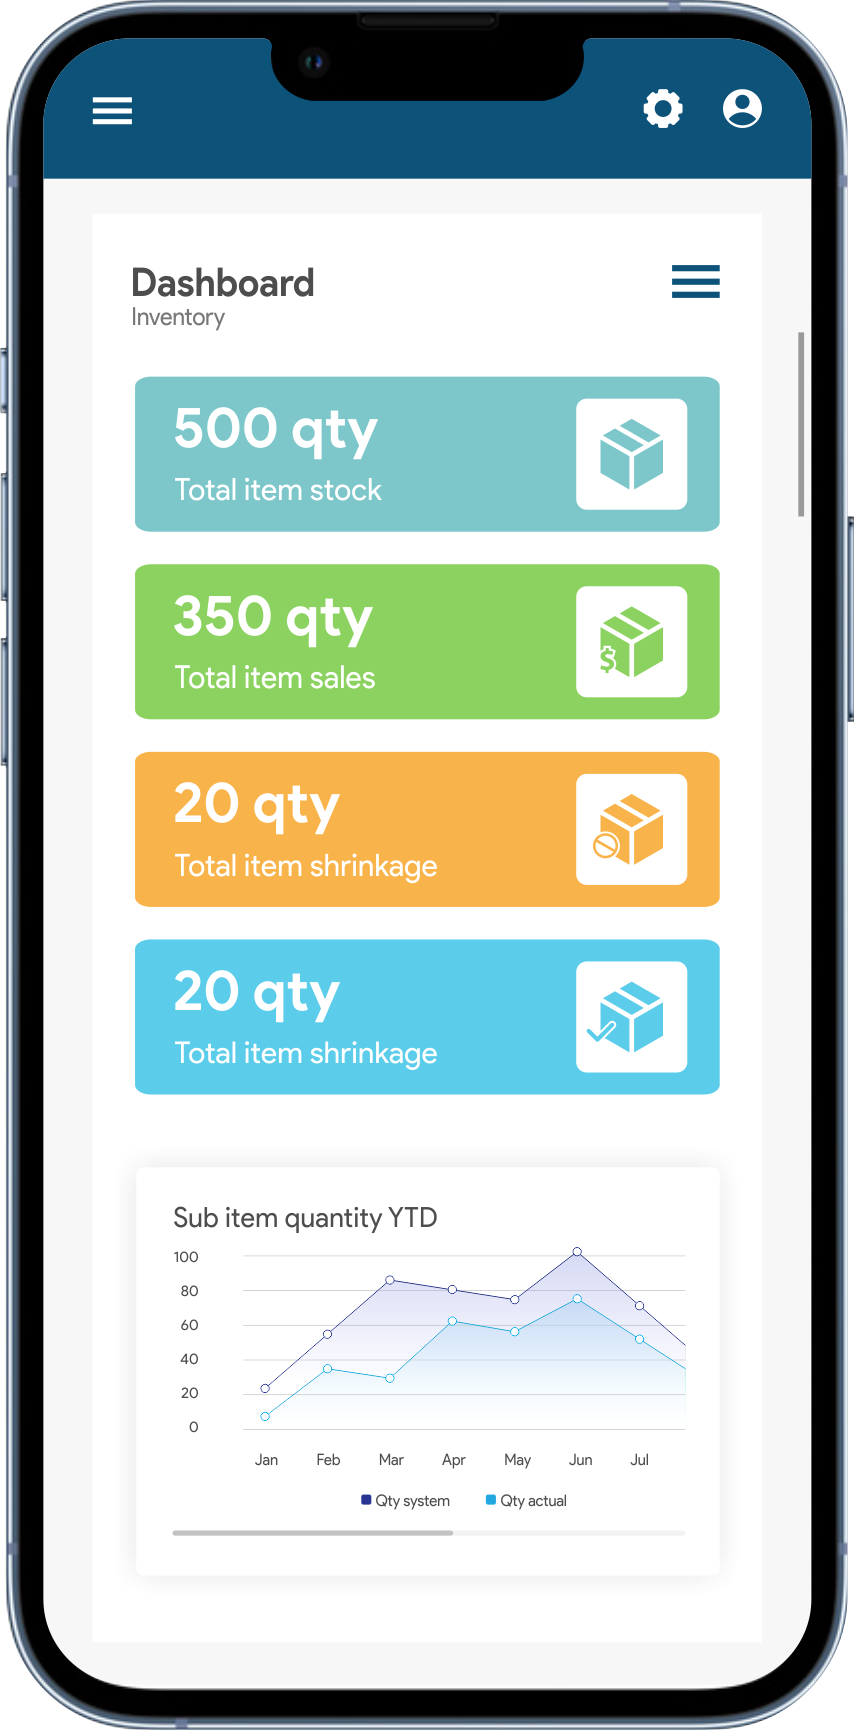 Dashboard
Inventory
500 qty
Total item stock
350 qty
Total item sales
$
20 qty
Total item shrinkage
20 qty
Total item shrinkage
Sub item quantity YTD
100
80
60
40
20
0
Jan Feb Mar Apr May Jun Jul
Qty system Qty actual